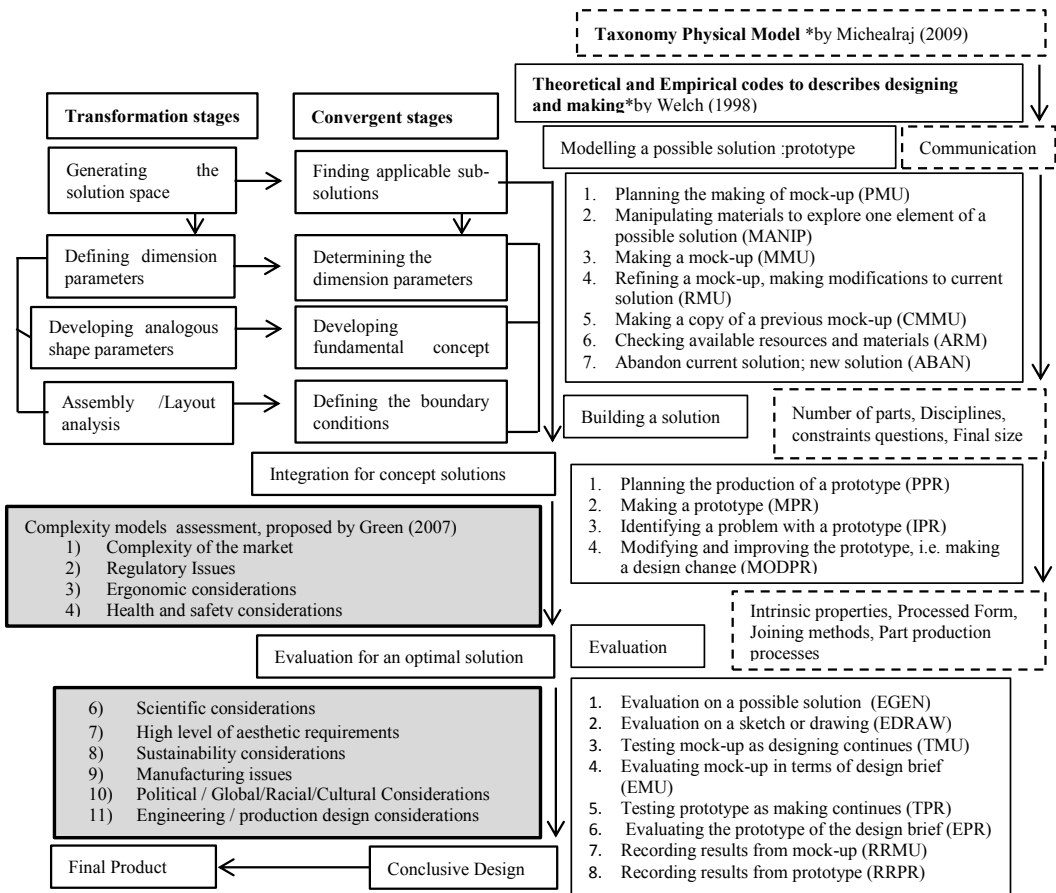 Taxonomy Physical Model *by Michealraj (2009)
Theoretical and Empirical codes to describes designing
and making*by Welch (1998)
Transformation stages
Convergent stages
Modelling a possible solution :prototype
Communication
Generating the
solution space
Finding applicable sub-
solutions
Defining dimension
parameters
Determining the
dimension parameters
Developing analogous
shape parameters
Developing
fundamental concept
Assembly /Layout
analysis
Defining the boundary
conditions
1. Planning the making of mock-up (PMU)
2. Manipulating materials to explore one element of a
possible solution (MANIP)
3. Making a mock-up (MMU)
4. Refining a mock-up, making modifications to current
solution (RMU)
5. Making a copy of a previous mock-up (CMMU)
6. Checking available resources and materials (ARM)
7. Abandon current solution; new solution (ABAN)
Building a solution
Number of parts, Disciplines,
constraints questions, Final size
Integration for concept solutions
1. Planning the production of a prototype (PPR)
2. Making a prototype (MPR)
3. Identifying a problem with a prototype (IPR)
4. Modifying and improving the prototype, i.e. making
a design change (MODPR)
Complexity models assessment, proposed by Green (2007)
1) Complexity of the market
2) Regulatory Issues
3) Ergonomic considerations
4) Health and safety considerations
Intrinsic properties, Processed Form,
Joining methods, Part production
processes
Evaluation for an optimal solution
Evaluation
6) Scientific considerations
7) High level of aesthetic requirements
8) Sustainability considerations
9) Manufacturing issues
10) Political / Global/Racial/Cultural Considerations
11) Engineering / production design considerations
1. Evaluation on a possible solution (EGEN)
2. Evaluation on a sketch or drawing (EDRAW)
3. Testing mock-up as designing continues (TMU)
4. Evaluating mock-up in terms of design brief
(EMU)
5. Testing prototype as making continues (TPR)
6. Evaluating the prototype of the design brief (EPR)
7. Recording results from mock-up (RRMU)
8. Recording results from prototype (RRPR)
Final Product
Conclusive Design